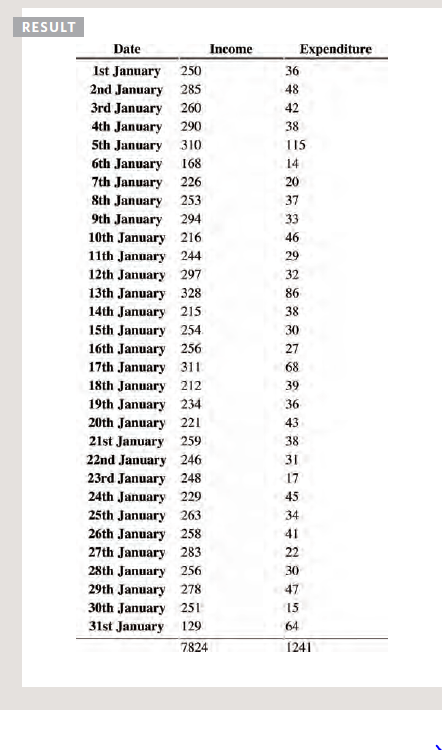 RESULT
Date Income Expenditure
1st January 250 36
2nd January 285 48
3rd January 260 42
4th January 290 38
5th January 310 115
6th January 168 14
7th January 226 20
8th January 253 37
9th January 294 33
10th January 216 46
11th January 244 29
12th January 297 32
13th January 328 86
14th January 215 38
15th January 254 30
16th January 256 27
17th January 311 68
18th January 212 39
19th January 234 36
20th January 221 43
21st January 259 38
22nd January 246 31
23rd January 248 17
24th January 229 45
25th January 263 34
26th January 258 41
27th January 283 22
28th January 256 30
29th January 278 47
30th January 251 15
31st January 129 64
7824 1241